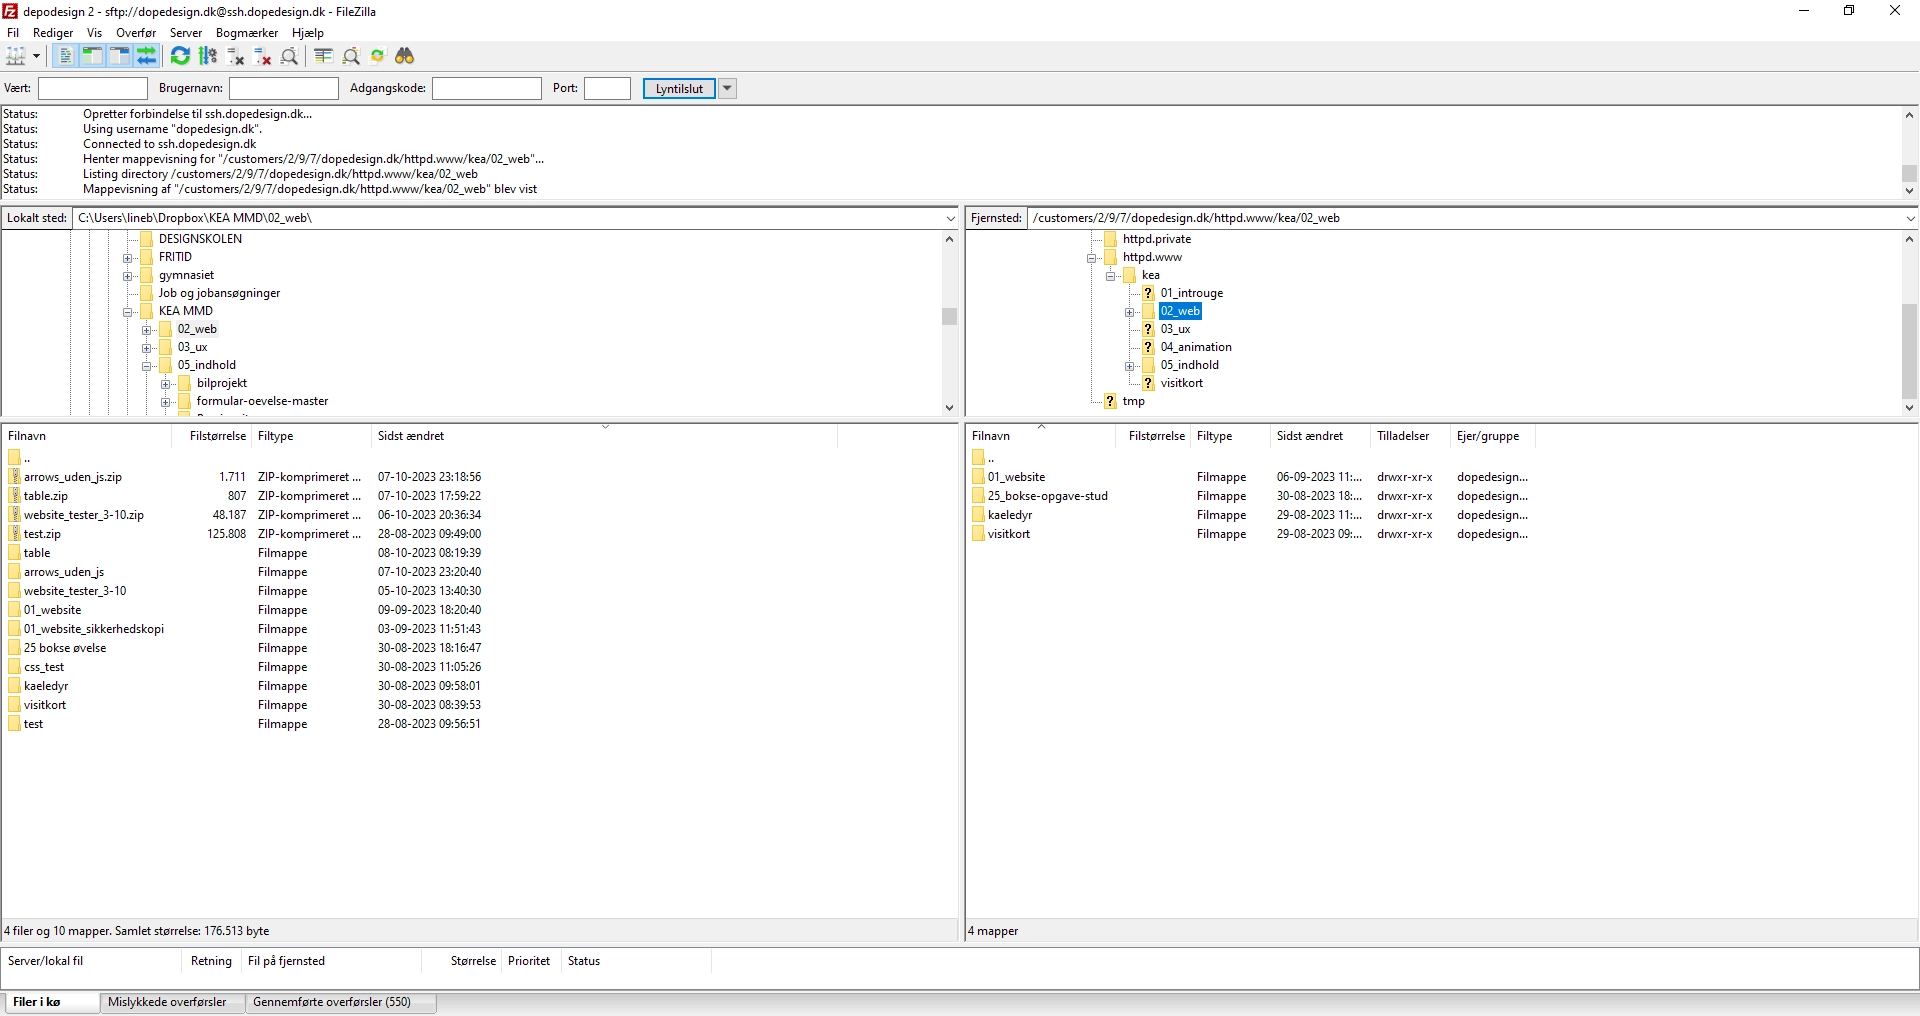 depodesign 2 - sftp://dopedesign.dk@ssh.dopedesign.dk - FileZilla
Fil Rediger Vis Overfør Server Bogmærker Hjælp
Vært: Brugernavn: Adgangskode: Port: Lyntilslut
Status: Opretter forbindelse til ssh.dopedesign.dk...
Status: Using username "dopedesign.dk".
Status: Connected to ssh.dopedesign.dk
Status: Henter mappevisning for "/customers/2/9/7/dopedesign.dk/httpd.www/kea/02_web"...
Status: Listing directory /customers/2/9/7/dopedesign.dk/httpd.www/kea/02_web
Status: Mappevisning af "/customers/2/9/7/dopedesign.dk/httpd.www/kea/02_web" blev vist
Lokalt sted: C:\Users\lineb\Dropbox\KEA MMD\02_web\
DESIGNSKOLEN
FRITID
gymnasiet
Job og jobansøgninger
KEA MMD
02_web
03_ux
05_indhold
bilprojekt
formular-oevelse-master
Fjernsted: /customers/2/9/7/dopedesign.dk/httpd.www/kea/02_web
httpd.private
httpd.www
kea
01_introuge
02_web
03_ux
04_animation
05_indhold
visitkort
tmp
Filnavn Filstørrelse Filtype Sidst ændret
..
arrows_uden_js.zip 1.711 ZIP-komprimeret ... 07-10-2023 23:18:56
table.zip 807 ZIP-komprimeret ... 07-10-2023 17:59:22
website_tester_3-10.zip 48.187 ZIP-komprimeret ... 06-10-2023 20:36:34
test.zip 125.808 ZIP-komprimeret ... 28-08-2023 09:49:00
table Filmappe 08-10-2023 08:19:39
arrows_uden_js Filmappe 07-10-2023 23:20:40
website_tester_3-10 Filmappe 05-10-2023 13:40:30
01_website Filmappe 09-09-2023 18:20:40
01_website_sikkerhedskopi Filmappe 03-09-2023 11:51:43
25 bokse øvelse Filmappe 30-08-2023 18:16:47
css_test Filmappe 30-08-2023 11:05:26
kaeledyr Filmappe 30-08-2023 09:58:01
visitkort Filmappe 30-08-2023 08:39:53
test Filmappe 28-08-2023 09:56:51
4 filer og 10 mapper. Samlet størrelse: 176.513 byte
Filnavn Filstørrelse Filtype Sidst ændret Tilladelser Ejer/gruppe
..
01_website Filmappe 06-09-2023 11:... drwxr-xr-x dopedesign...
25_bokse-opgave-stud Filmappe 30-08-2023 18:... drwxr-xr-x dopedesign...
kaeledyr Filmappe 29-08-2023 11:... drwxr-xr-x dopedesign...
visitkort Filmappe 29-08-2023 09:... drwxr-xr-x dopedesign...
4 mapper
Server/lokal fil Retning Fil på fjernsted Størrelse Prioritet Status
Filer i kø Mislykkede overførsler Gennemførte overførsler (550)